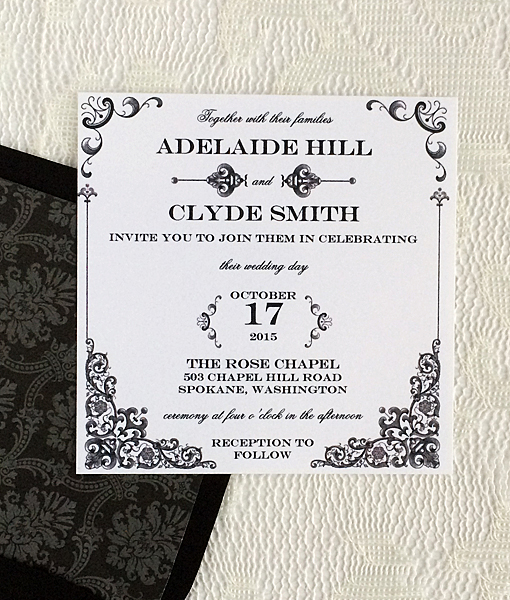 Together with their families
ADELAIDE HILL
and
CLYDE SMITH
INVITE YOU TO JOIN THEM IN CELEBRATING
their wedding day
OCTOBER
17
2015
THE ROSE CHAPEL
503 CHAPEL HILL ROAD
SPOKANE, WASHINGTON
ceremony at four o'clock in the afternoon
RECEPTION TO
FOLLOW